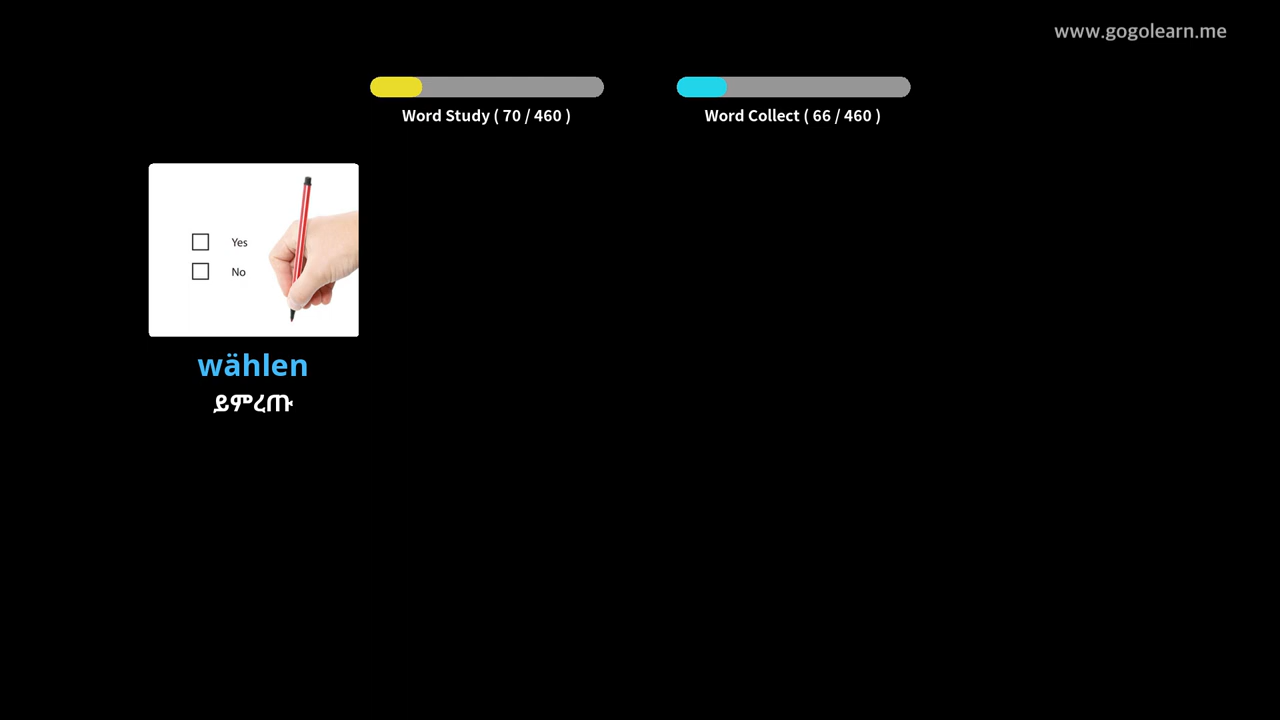 www.gogolearn.me
Word Study ( 70 / 460 )
Word Collect ( 66 / 460 )
Yes
No
wählen
ይምረጡ